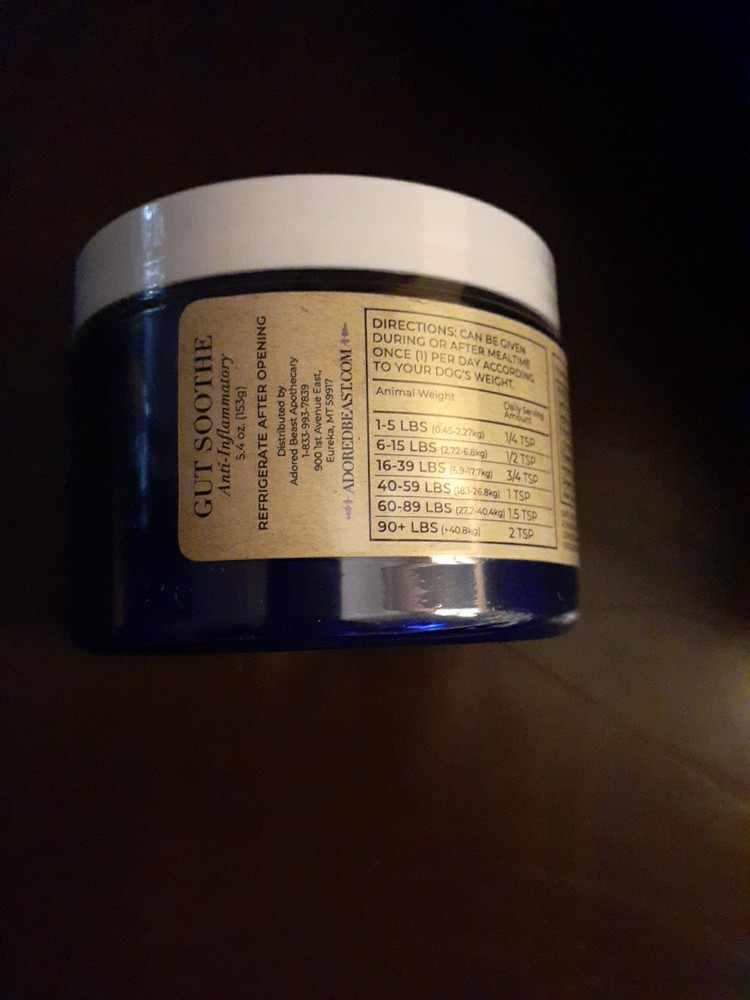 GUT SOOTHE
Anti-Inflammatory
5.4 oz. (153g)
REFRIGERATE AFTER OPENING
Distributed by
Adored Beast Apothecary
1-833-993-7839
900 1st Avenue East,
Eureka, MT 59917
ADOREDBEAST.COM
DIRECTIONS: CAN BE GIVEN
DURING OR AFTER MEALTIME
ONCE (1) PER DAY ACCORDING
TO YOUR DOG'S WEIGHT.
Animal Weight Daily Serving
Amount
1-5 LBS (0.45-2.27kg) 1/4 TSP
6-15 LBS (2.72-6.8kg) 1/2 TSP
16-39 LBS (6.9-17.7kg) 3/4 TSP
40-59 LBS (18.1-26.8kg) 1 TSP
60-89 LBS (27.2-40.4kg) 1.5 TSP
90+ LBS (+40.8kg) 2 TSP